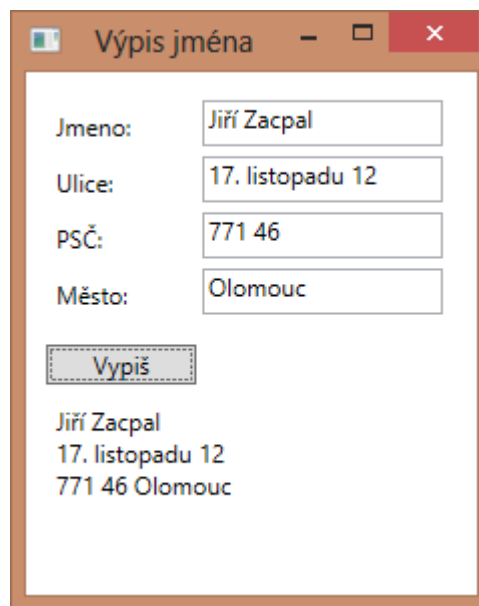 Výpis jména
Jmeno: Jiří Zacpal
Ulice: 17. listopadu 12
PSČ: 771 46
Město: Olomouc
Vypiš
Jiří Zacpal
17. listopadu 12
771 46 Olomouc